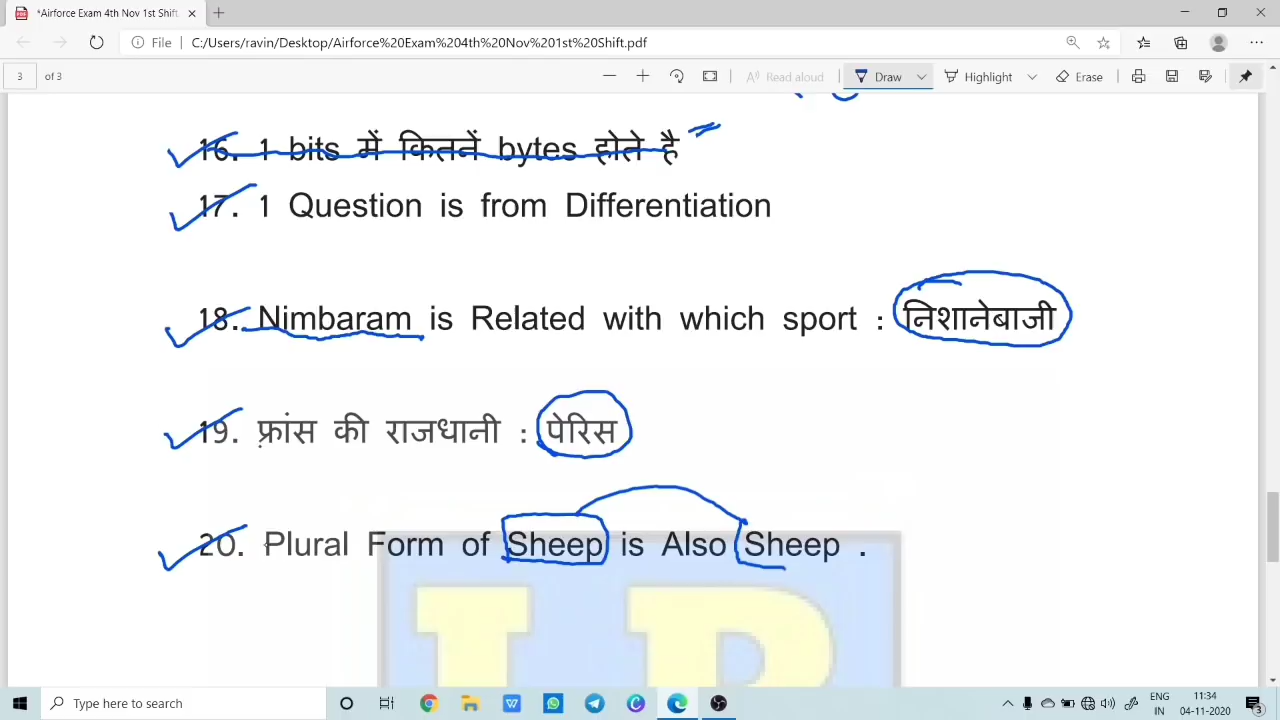 *Airforce Exam 4th Nov 1st Shift.
File C:/Users/ravin/Desktop/Airforce%20Exam%204th%20Nov%201st%20Shift.pdf
3 of 3 Read aloud Draw Highlight Erase
16. 1 bits में कितनें bytes होते है
17. 1 Question is from Differentiation
18. Nimbaram is Related with which sport : निशानेबाजी
19. फ़्रांस की राजधानी : पेरिस
20. Plural Form of Sheep is Also Sheep .
Type here to search
ENG 11:34
IN 04-11-2020 3